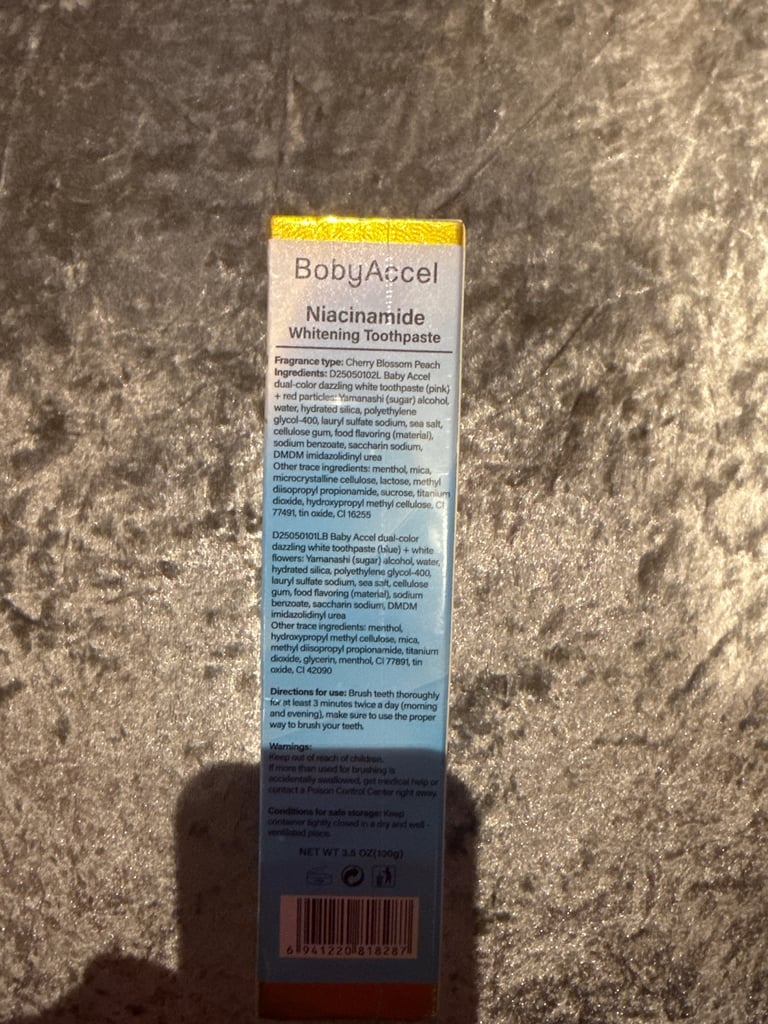 BobyAccel
Niacinamide
Whitening Toothpaste
Fragrance type: Cherry Blossom Peach
Ingredients: D25050102L Baby Accel
dual-color dazzling white toothpaste (pink)
+ red particles: Yamanashi (sugar) alcohol,
water, hydrated silica, polyethylene
glycol-400, lauryl sulfate sodium, sea salt,
cellulose gum, food flavoring (material),
sodium benzoate, saccharin sodium,
DMDM imidazolidinyl urea
Other trace ingredients: menthol, mica,
microcrystalline cellulose, lactose, methyl
diisopropyl propionamide, sucrose, titanium
dioxide, hydroxypropyl methyl cellulose, CI
77491, tin oxide, CI 16255
D25050101LB Baby Accel dual-color
dazzling white toothpaste (blue) + white
flowers: Yamanashi (sugar) alcohol, water,
hydrated silica, polyethylene glycol-400,
lauryl sulfate sodium, sea salt, cellulose
gum, food flavoring (material), sodium
benzoate, saccharin sodium, DMDM
imidazolidinyl urea
Other trace ingredients: menthol,
hydroxypropyl methyl cellulose, mica,
methyl diisopropyl propionamide, titanium
dioxide, glycerin, menthol, CI 77891, tin
oxide, CI 42090
Directions for use: Brush teeth thoroughly
for at least 3 minutes twice a day (morning
and evening), make sure to use the proper
way to brush your teeth.
Warnings:
Keep out of reach of children.
If more than used for brushing is
accidentally swallowed, get medical help or
contact a Poison Control Center right away.
Conditions for safe storage: Keep
container tightly closed in a dry and well-
ventilated place.
NET WT 3.5 OZ(100g)
6 941220 818287